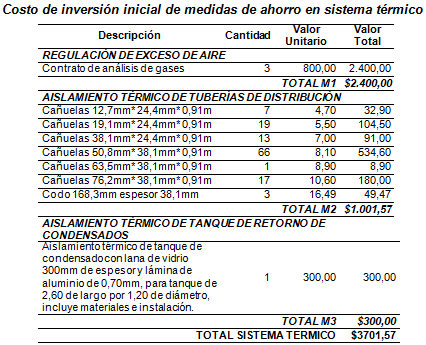 Costo de inversión inicial de medidas de ahorro en sistema térmico
Descripción Cantidad Valor Unitario Valor Total
REGULACIÓN DE EXCESO DE AIRE
Contrato de análisis de gases 3 800,00 2.400,00
TOTAL M1 $2.400,00
AISLAMIENTO TÉRMICO DE TUBERÍAS DE DISTRIBUCIÓN
Cañuelas 12,7mm* 24,4mm* 0,91m 7 4,70 32,90
Cañuelas 19,1mm* 24,4mm* 0,91m 19 5,50 104,50
Cañuelas 38,1mm* 24,4mm* 0,91m 13 7,00 91,00
Cañuelas 50,8mm* 38,1mm* 0,91m 66 8,10 534,60
Cañuelas 63,5mm* 38,1mm* 0,91m 1 8,90 8,90
Cañuelas 76,2mm* 38,1mm* 0,91m 17 10,60 180,00
Codo 168,3mm espesor 38,1mm 3 16,49 49,47
TOTAL M2 $1.001,57
AISLAMIENTO TÉRMICO DE TANQUE DE RETORNO DE
CONDENSADOS
Aislamiento térmico de tanque de
condensado con lana de vidrio
300mm de espesor y lámina de
aluminio de 0,70mm, para tanque de 1 300,00 300,00
2,60 de largo por 1,20 de diámetro,
incluye materiales e instalación.
TOTAL M3 $300,00
TOTAL SISTEMA TERMICO $3701,57